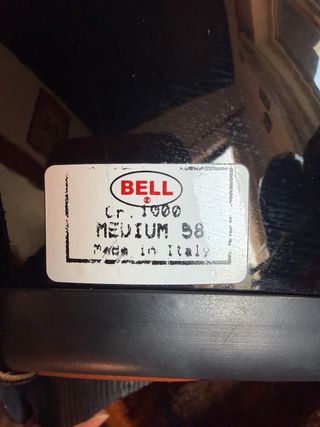 BELL
Cr. 1000
MEDIUM 58
Made in Italy